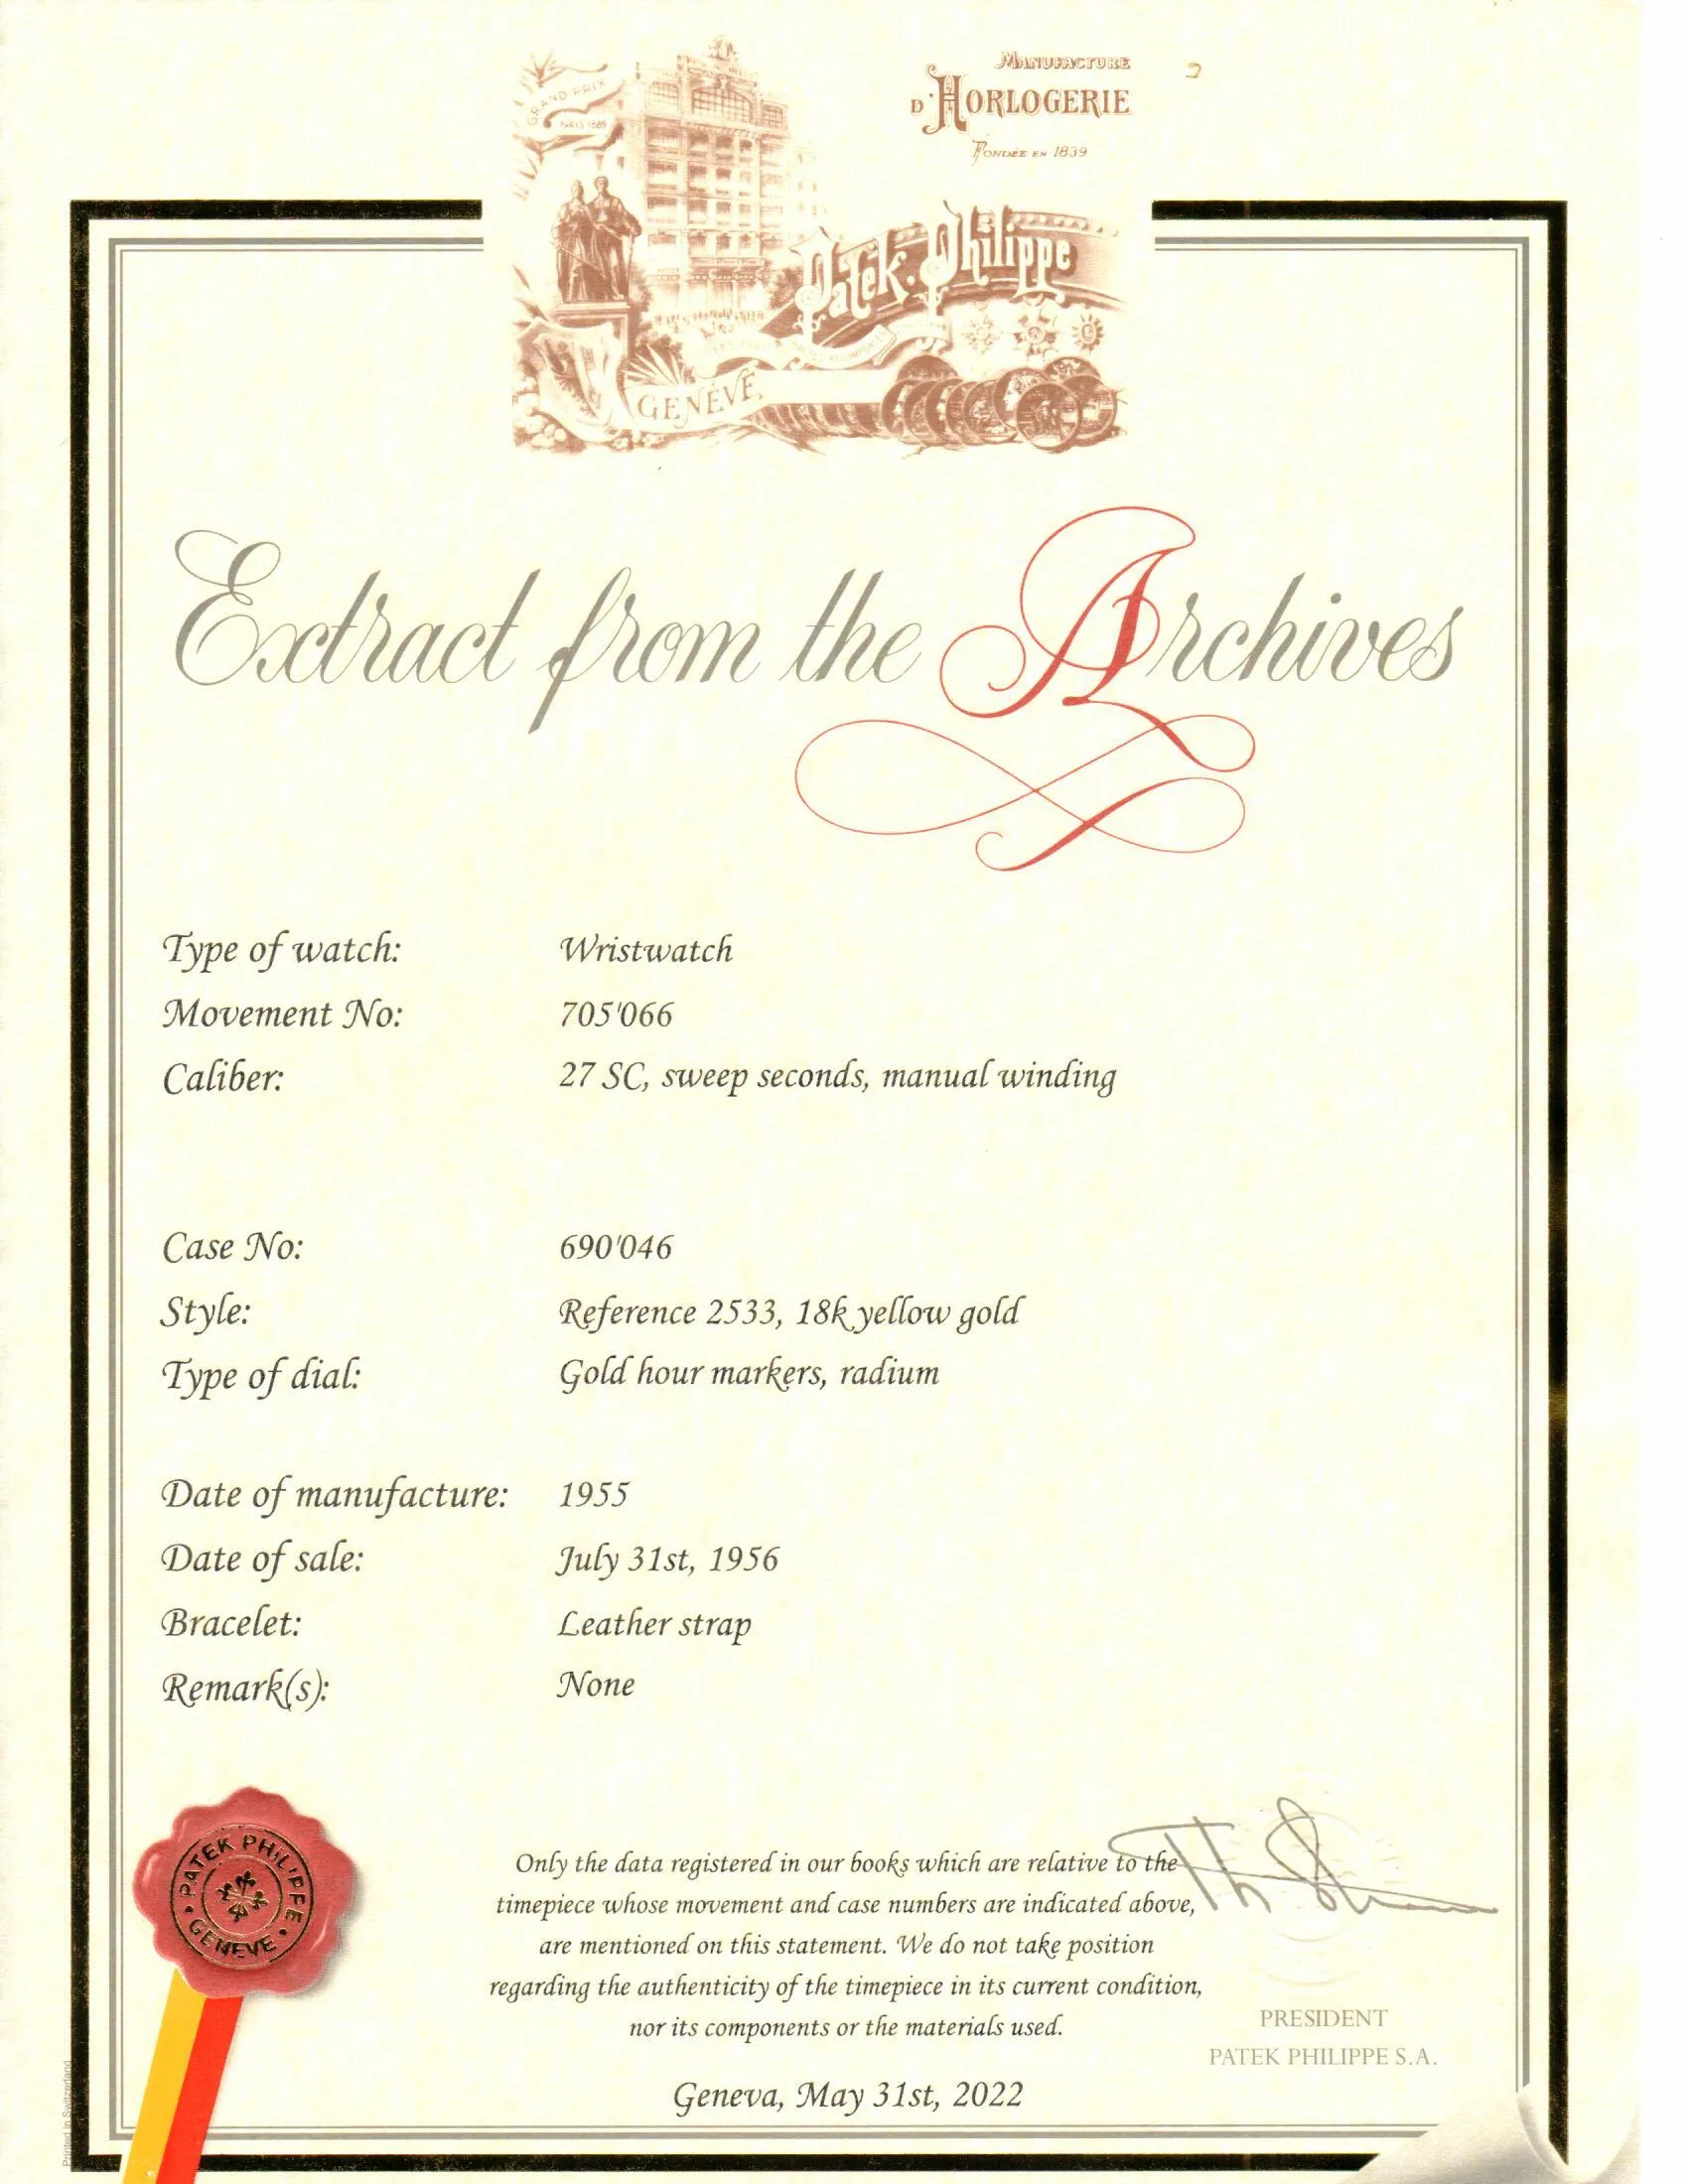 MANUFACTURE
D'HORLOGERIE
FONDÉE EN 1839
GRAND PRIX
PARIS 1889
Patek Philippe
GENÈVE
Extract from the Archives
Type of watch: Wristwatch
Movement No: 705'066
Caliber: 27 SC, sweep seconds, manual winding
Case No: 690'046
Style: Reference 2533, 18k yellow gold
Type of dial: Gold hour markers, radium
Date of manufacture: 1955
Date of sale: July 31st, 1956
Bracelet: Leather strap
Remark(s): None
PATEK PHILIPPE
GENEVE
Only the data registered in our books which are relative to the
timepiece whose movement and case numbers are indicated above,
are mentioned on this statement. We do not take position
regarding the authenticity of the timepiece in its current condition,
nor its components or the materials used.
PRESIDENT
PATEK PHILIPPE S.A.
Geneva, May 31st, 2022
Printed in Switzerland